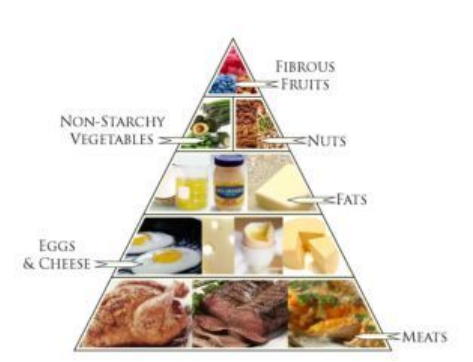 FIBROUS
FRUITS
NON-STARCHY
VEGETABLES
NUTS
FATS
EGGS
& CHEESE
MEATS